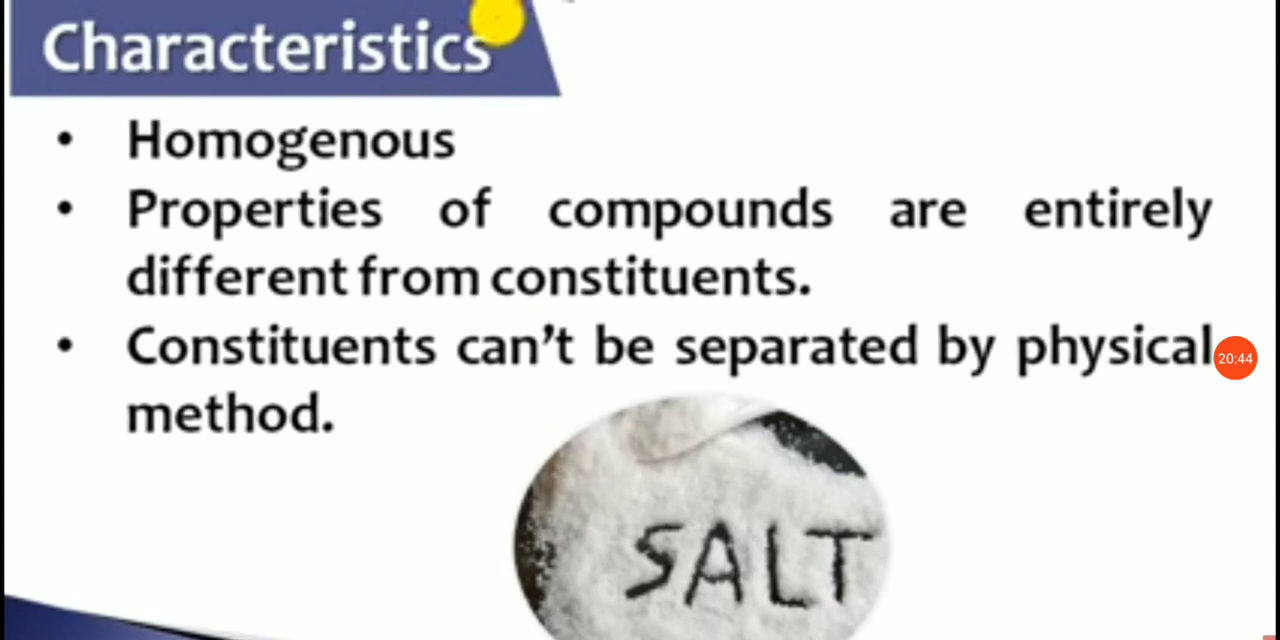 Characteristics
• Homogenous
• Properties of compounds are entirely
different from constituents.
• Constituents can't be separated by physical
20:44
method.
SALT